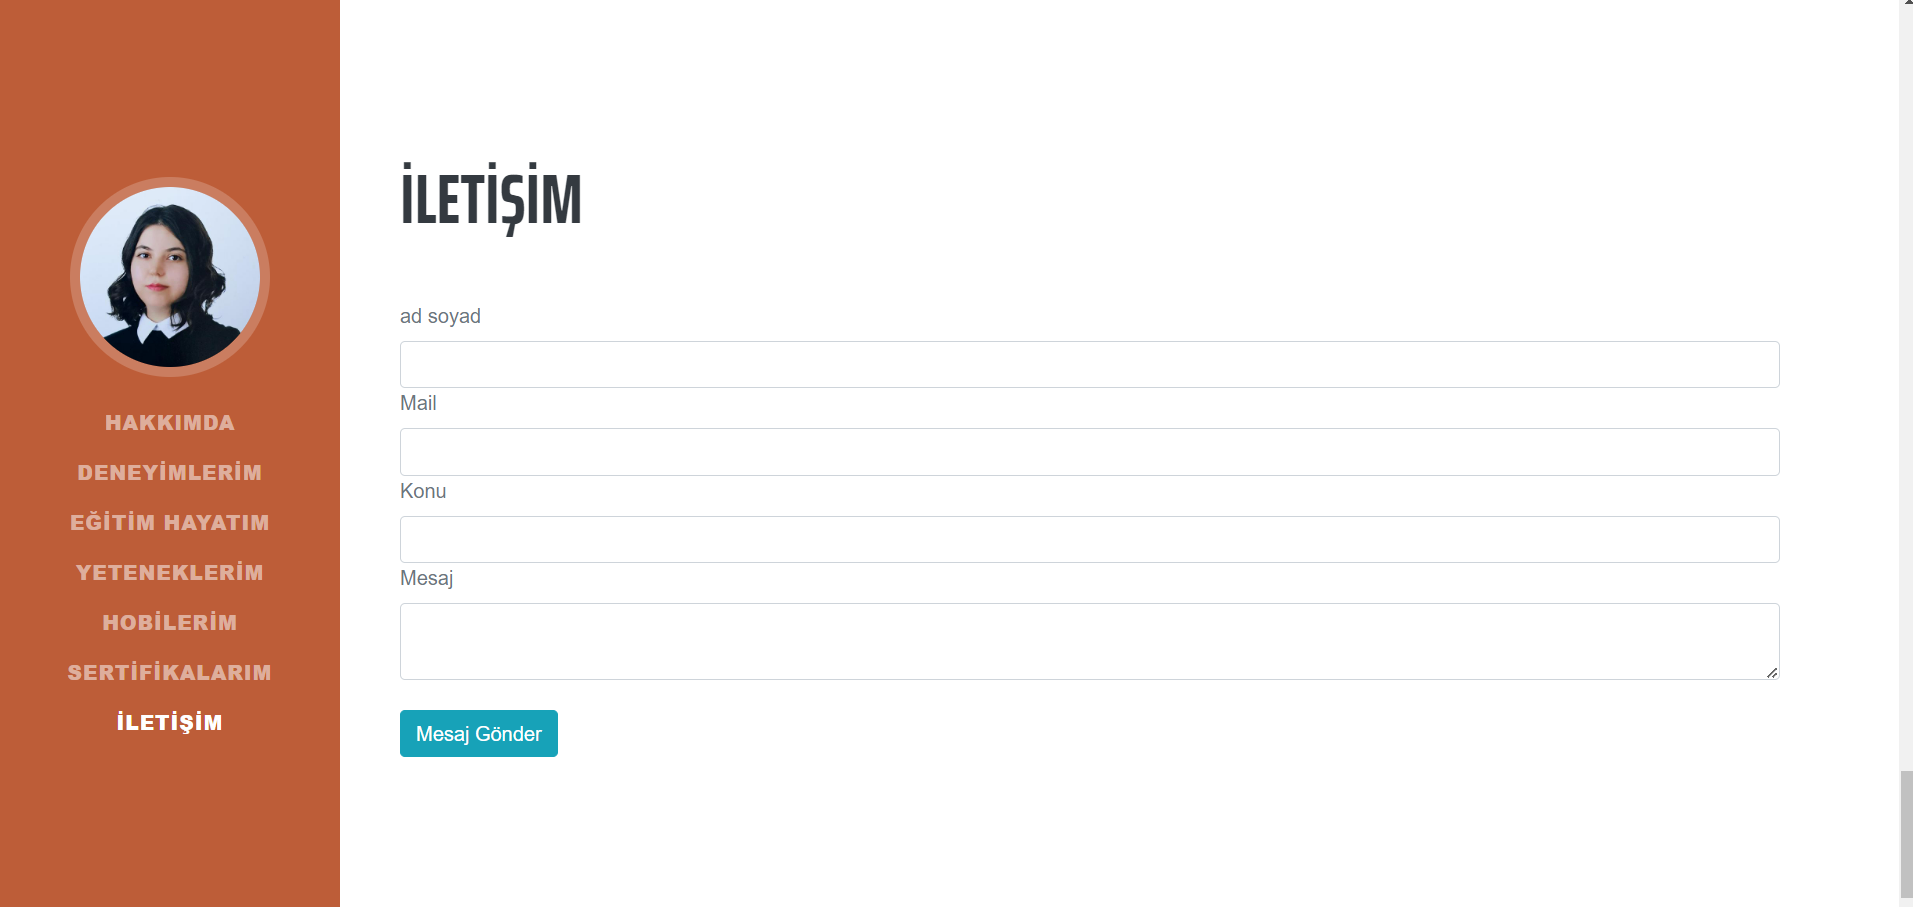 HAKKIMDA
DENEYİMLERİM
EĞİTİM HAYATIM
YETENEKLERİM
HOBİLERİM
SERTİFİKALARIM
İLETİŞİM
İLETİŞİM
ad soyad
Mail
Konu
Mesaj
Mesaj Gönder